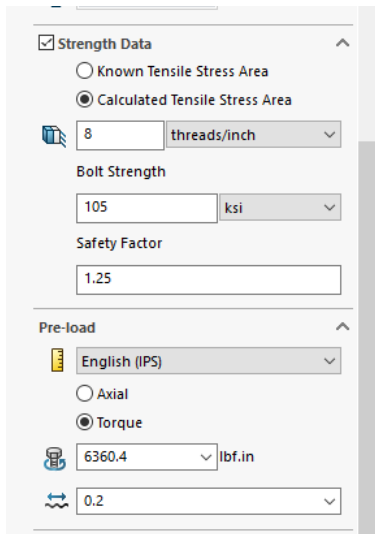 Strength Data
Known Tensile Stress Area
Calculated Tensile Stress Area
8 threads/inch
Bolt Strength
105 ksi
Safety Factor
1.25
Pre-load
English (IPS)
Axial
Torque
6360.4 lbf.in
0.2